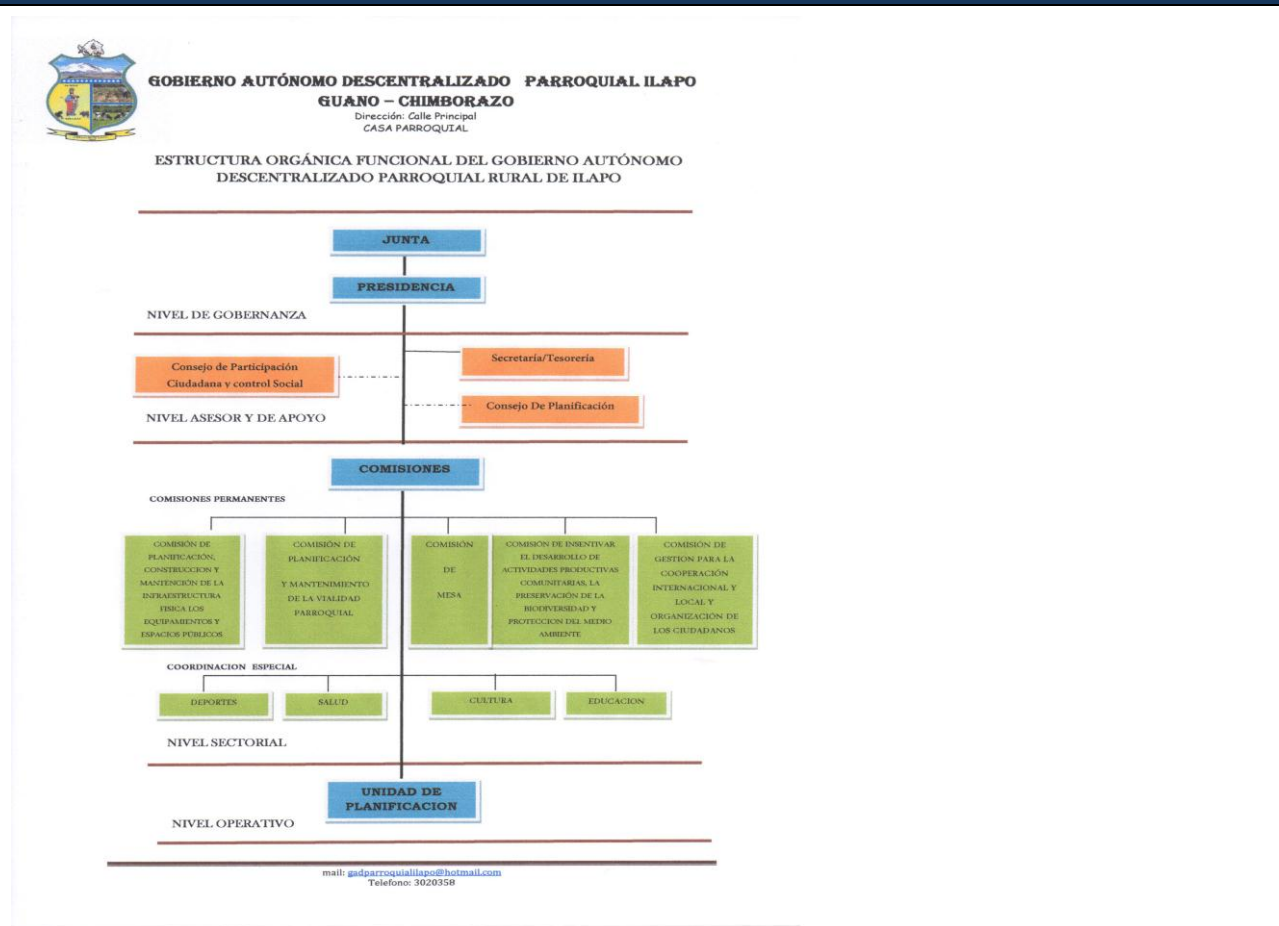 GOBIERNO AUTÓNOMO DESCENTRALIZADO PARROQUIAL ILAPO
GUANO – CHIMBORAZO
Dirección: Calle Principal
CASA PARROQUIAL
ESTRUCTURA ORGÁNICA FUNCIONAL DEL GOBIERNO AUTÓNOMO
DESCENTRALIZADO PARROQUIAL RURAL DE ILAPO
JUNTA
PRESIDENCIA
NIVEL DE GOBERNANZA
Consejo de Participación
Ciudadana y control Social
Secretaría/Tesorería
Consejo De Planificación
NIVEL ASESOR Y DE APOYO
COMISIONES
COMISIONES PERMANENTES
COMISIÓN DE
PLANIFICACIÓN,
CONSTRUCCION Y
MANTENCIÓN DE LA
INFRAESTRUCTURA
FISICA LOS
EQUIPAMIENTOS Y
ESPACIOS PÚBLICOS
COMISIÓN DE
PLANIFICACIÓN
Y MANTENIMIENTO
DE LA VIALIDAD
PARROQUIAL
COMISIÓN
DE
MESA
COMISIÓN DE INSENTIVAR
EL DESARROLLO DE
ACTIVIDADES PRODUCTIVAS
COMUNITARIAS, LA
PRESERVACIÓN DE LA
BIODIVERSIDAD Y
PROTECCION DEL MEDIO
AMBIENTE
COMISIÓN DE
GESTION PARA LA
COOPERACIÓN
INTERNACIONAL Y
LOCAL Y
ORGANIZACIÓN DE
LOS CIUDADANOS
COORDINACION ESPECIAL
DEPORTES
SALUD
CULTURA
EDUCACION
NIVEL SECTORIAL
UNIDAD DE
PLANIFICACION
NIVEL OPERATIVO
mail: gadparroquialilapo@hotmail.com
Telefono: 3020358